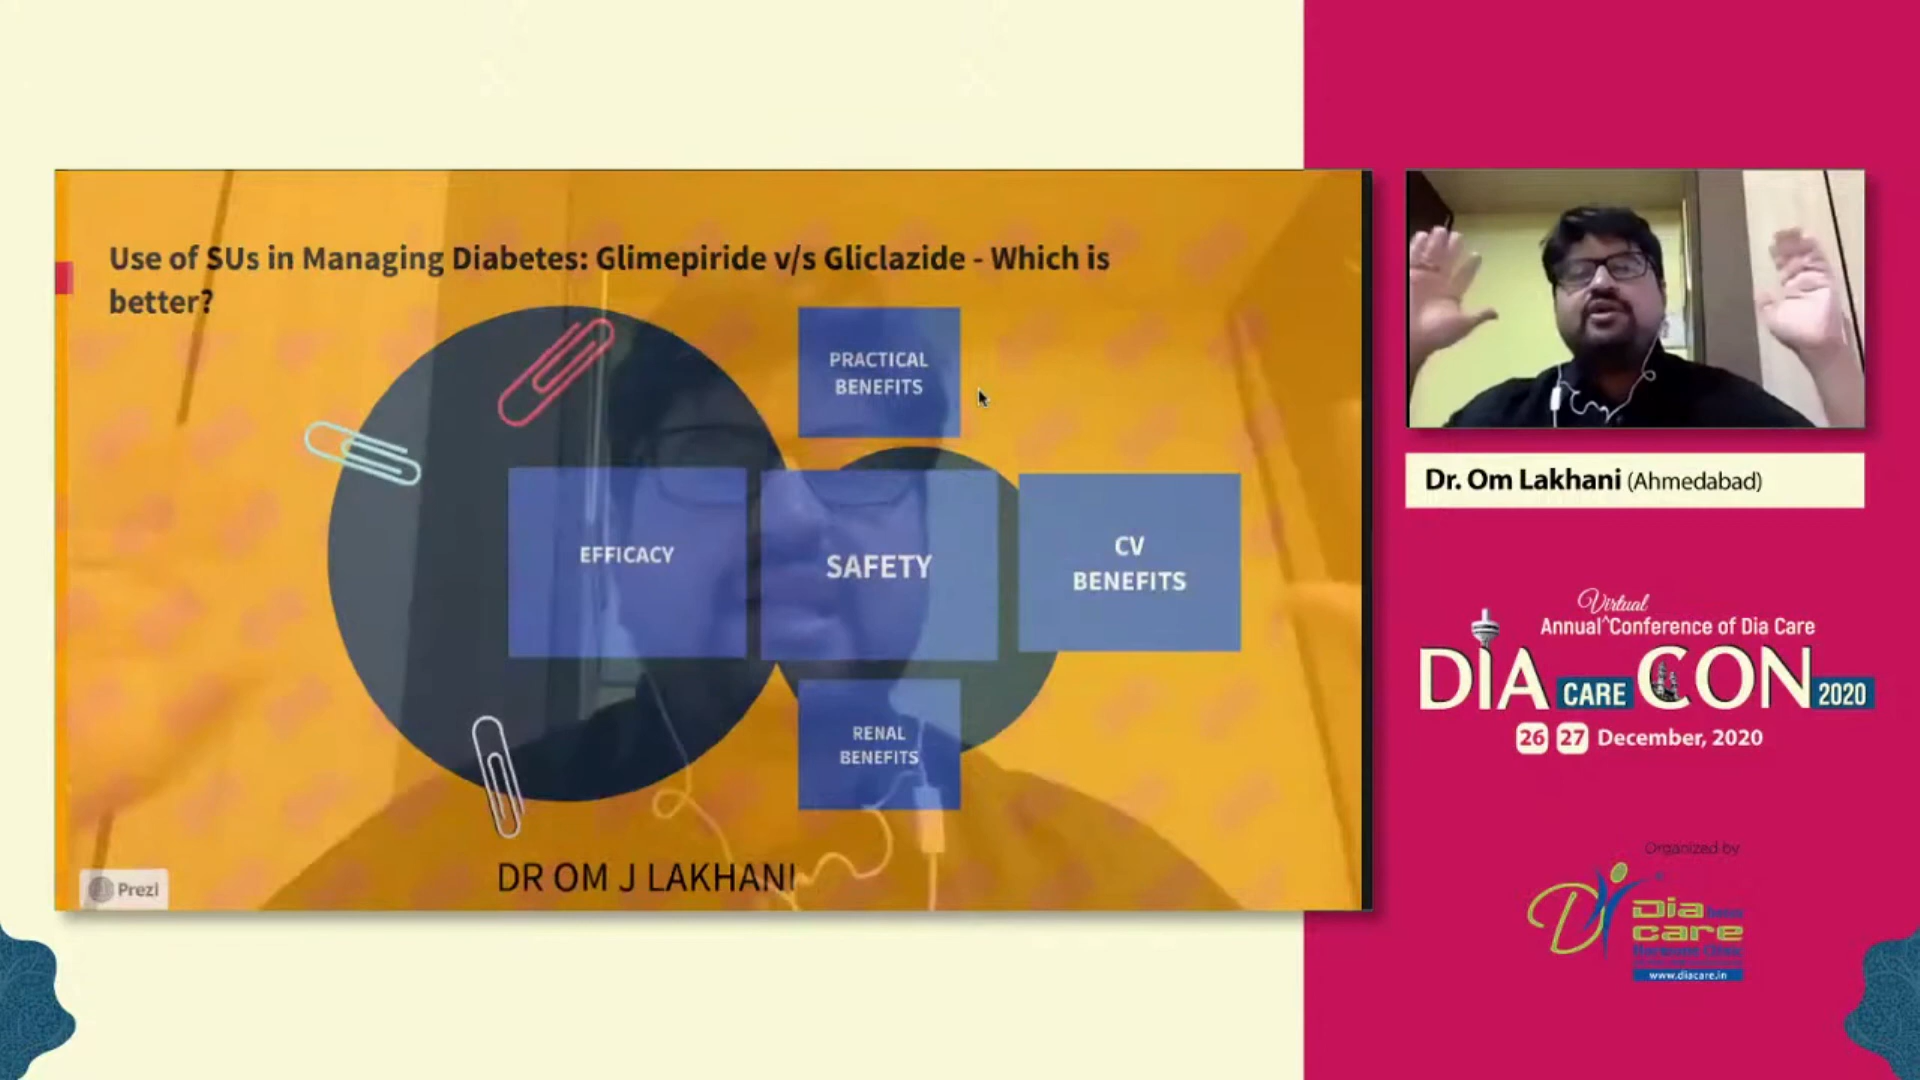 Use of SUs in Managing Diabetes: Glimepiride v/s Gliclazide - Which is
better?
PRACTICAL
BENEFITS
EFFICACY
SAFETY
CV
BENEFITS
RENAL
BENEFITS
DR OM J LAKHANI
Prezi
Dr. Om Lakhani (Ahmedabad)
Virtual
Annual^Conference of Dia Care
DIA CARE CON 2020
26 27 December, 2020
Organized by
Dia
care
www.diacare.in